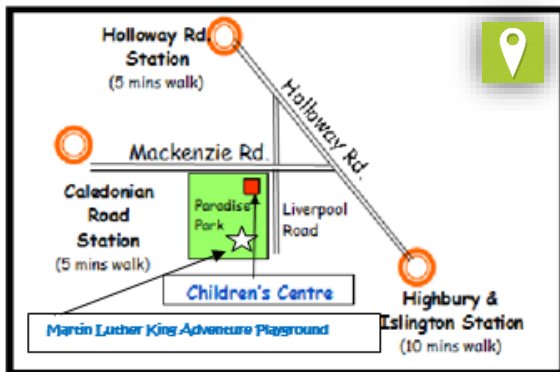 Holloway Rd.
Station
(5 mins walk)
Holloway Rd.
Mackenzie Rd.
Caledonian
Road
Station
(5 mins walk)
Paradise
Park
Liverpool
Road
Children's Centre
Martin Luther King Adventure Playground
Highbury &
Islington Station
(10 mins walk)